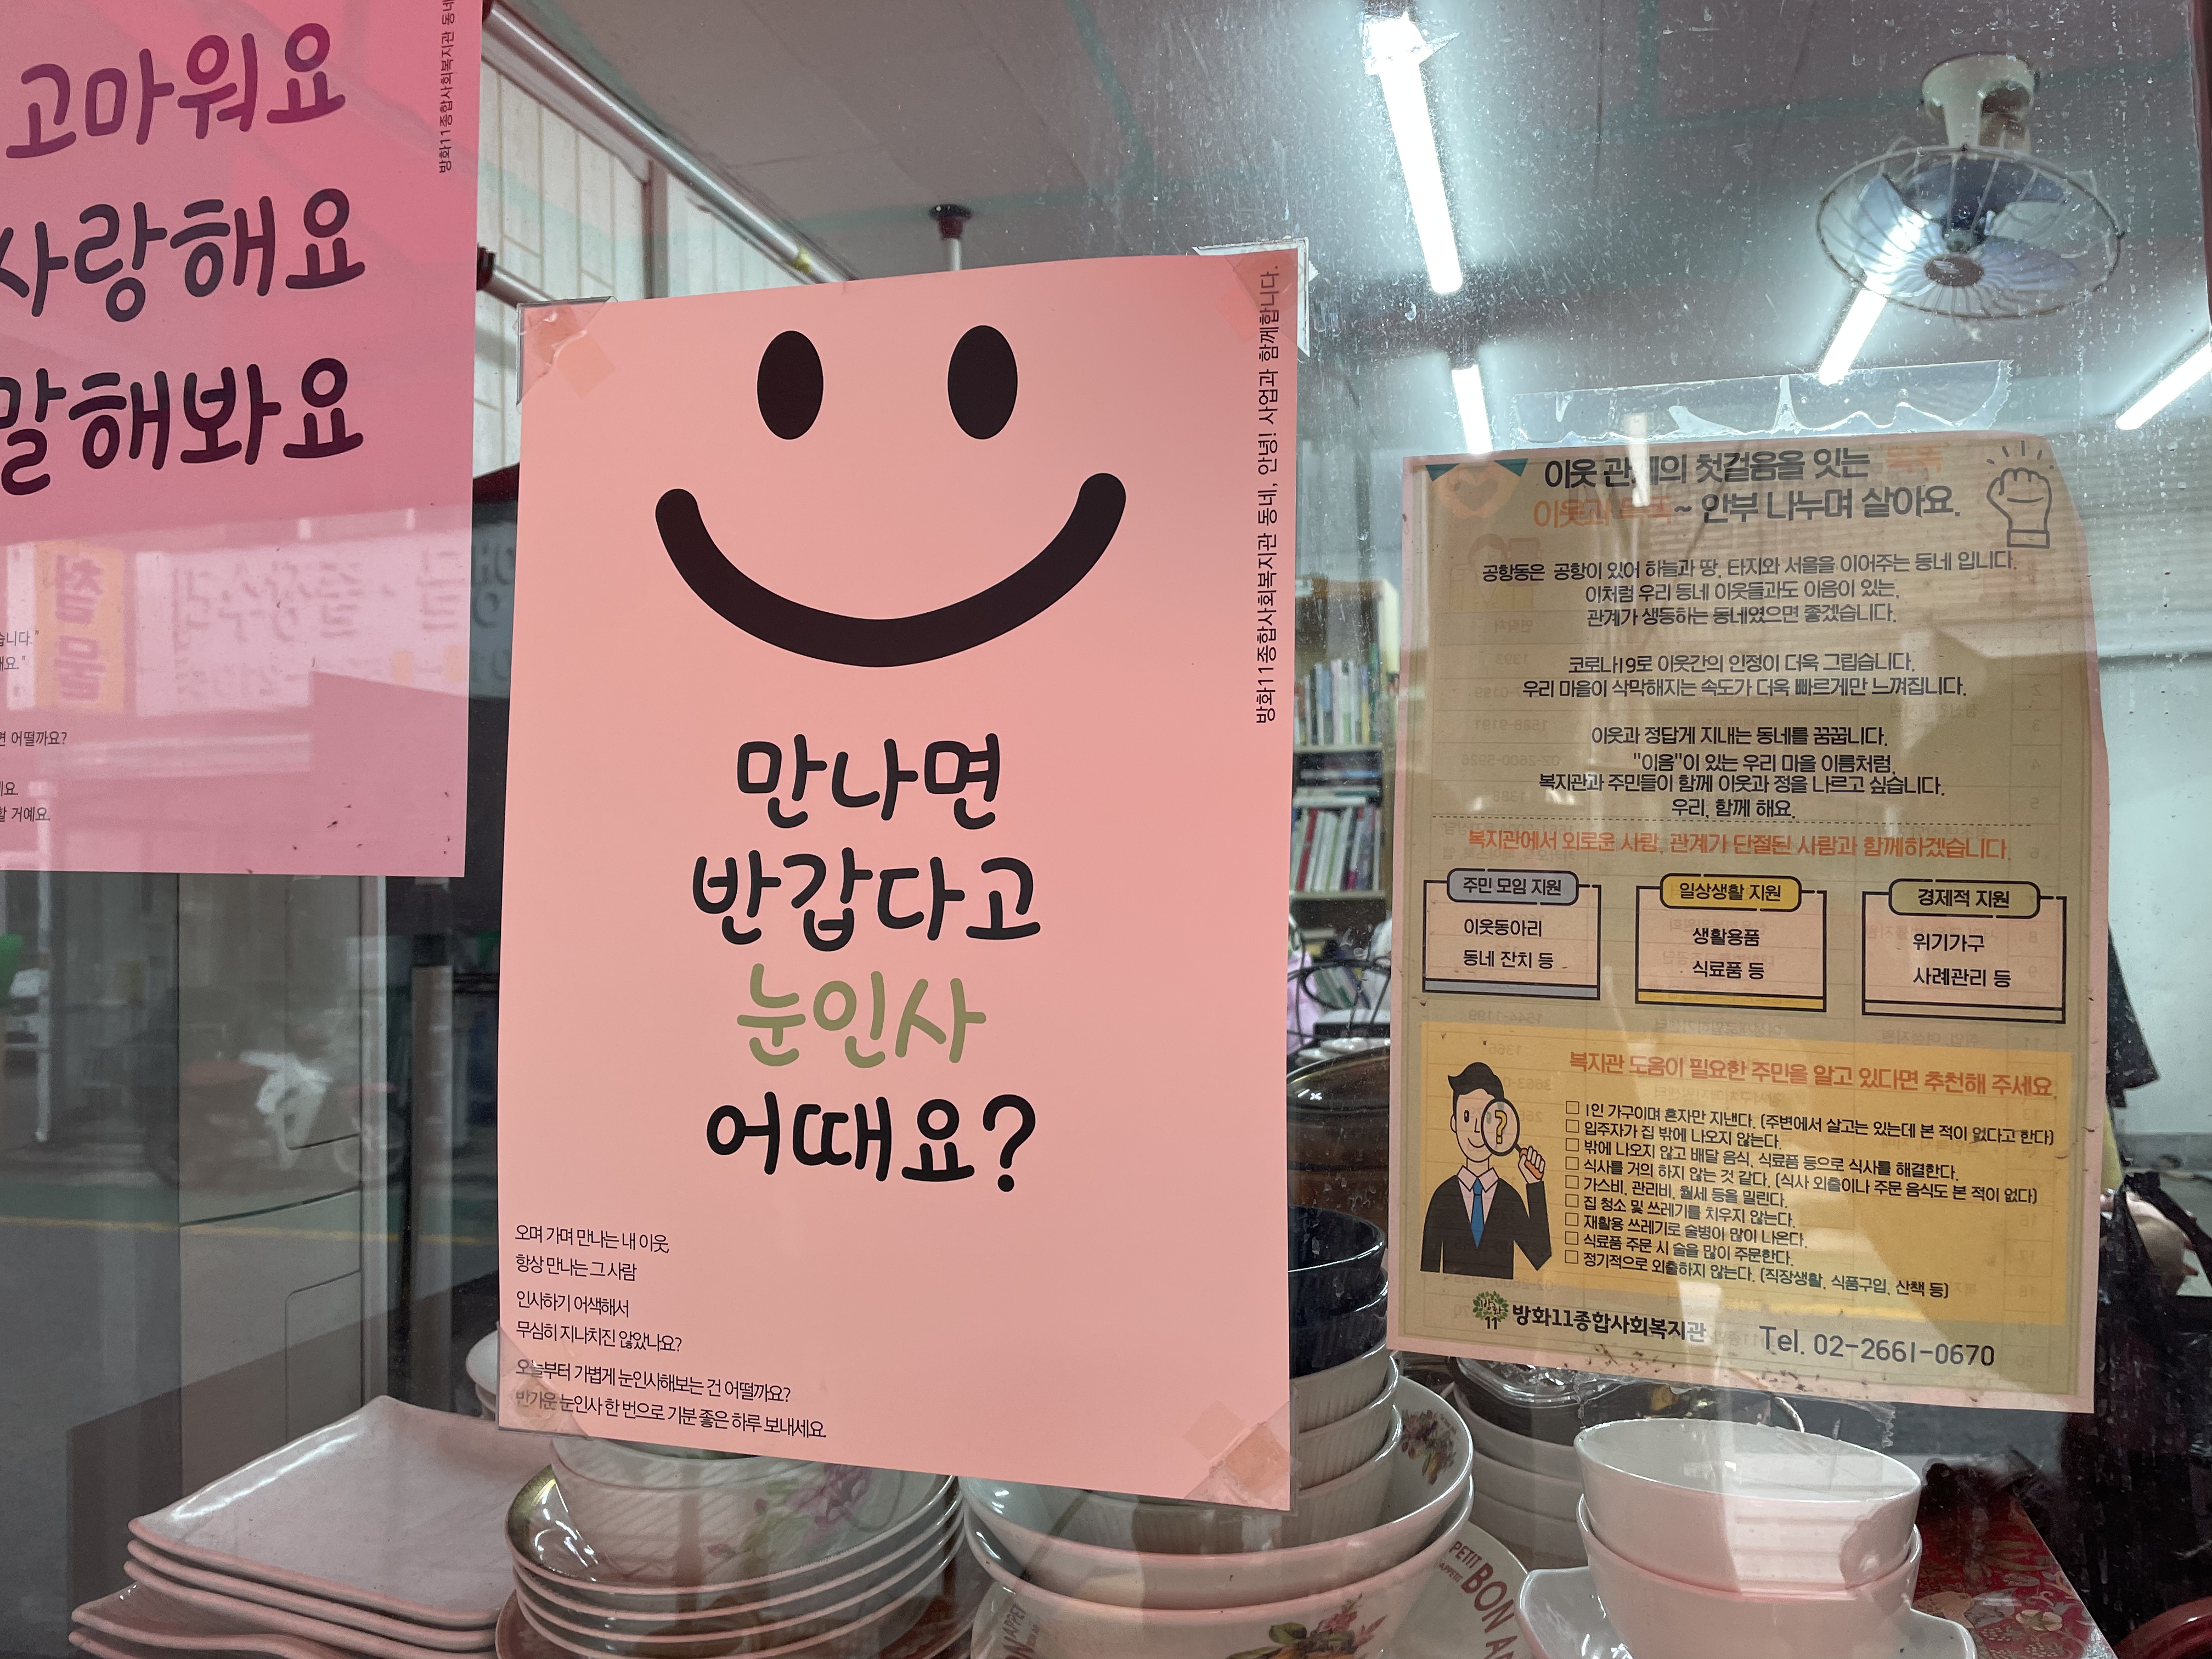 고마워요
사랑해요
말해봐요
방화11종합사회복지관 동네
습니다."
요."
면 어떨까요?
요.
할 거예요.
만나면
반갑다고
눈인사
어때요?
방화11종합사회복지관 동네, 안녕! 사업과 함께합니다.
오며 가며 만나는 내 이웃,
항상 만나는 그 사람
인사하기 어색해서
무심히 지나치진 않았나요?
오늘부터 가볍게 눈인사해보는 건 어떨까요?
반가운 눈인사 한 번으로 기분 좋은 하루 보내세요.
이웃 관계의 첫걸음을 잇는 똑똑
~ 안부 나누며 살아요.
공항동은 공항이 있어 하늘과 땅, 타지와 서울을 이어주는 동네 입니다.
이처럼 우리 동네 이웃들과도 이음이 있는,
관계가 생동하는 동네였으면 좋겠습니다.
코로나19로 이웃간의 인정이 더욱 그립습니다.
우리 마을이 삭막해지는 속도가 더욱 빠르게만 느껴집니다.
이웃과 정답게 지내는 동네를 꿈꿉니다.
"이음"이 있는 우리 마을 이름처럼,
복지관과 주민들이 함께 이웃과 정을 나르고 싶습니다.
우리, 함께 해요.
복지관에서 외로운 사람, 관계가 단절된 사람과 함께하겠습니다.
주민 모임 지원
이웃동아리
동네 잔치 등
일상생활 지원
생활용품
식료품 등
경제적 지원
위기가구
사례관리 등
복지관 도움이 필요한 주민을 알고 있다면 추천해 주세요.
□ 1인 가구이며 혼자만 지낸다. (주변에서 살고는 있는데 본 적이 없다고 한다)
□ 입주자가 집 밖에 나오지 않는다.
□ 밖에 나오지 않고 배달 음식, 식료품 등으로 식사를 해결한다.
□ 식사를 거의 하지 않는 것 같다. (식사 외출이나 주문 음식도 본 적이 없다)
□ 가스비, 관리비, 월세 등을 밀린다.
□ 집 청소 및 쓰레기를 치우지 않는다.
□ 재활용 쓰레기로 술병이 많이 나온다.
□ 식료품 주문 시 술을 많이 주문한다.
□ 정기적으로 외출하지 않는다. (직장생활, 식품구입, 산책 등)
방화11종합사회복지관 Tel. 02-2661-0670
PETIT BON A
APPETIT